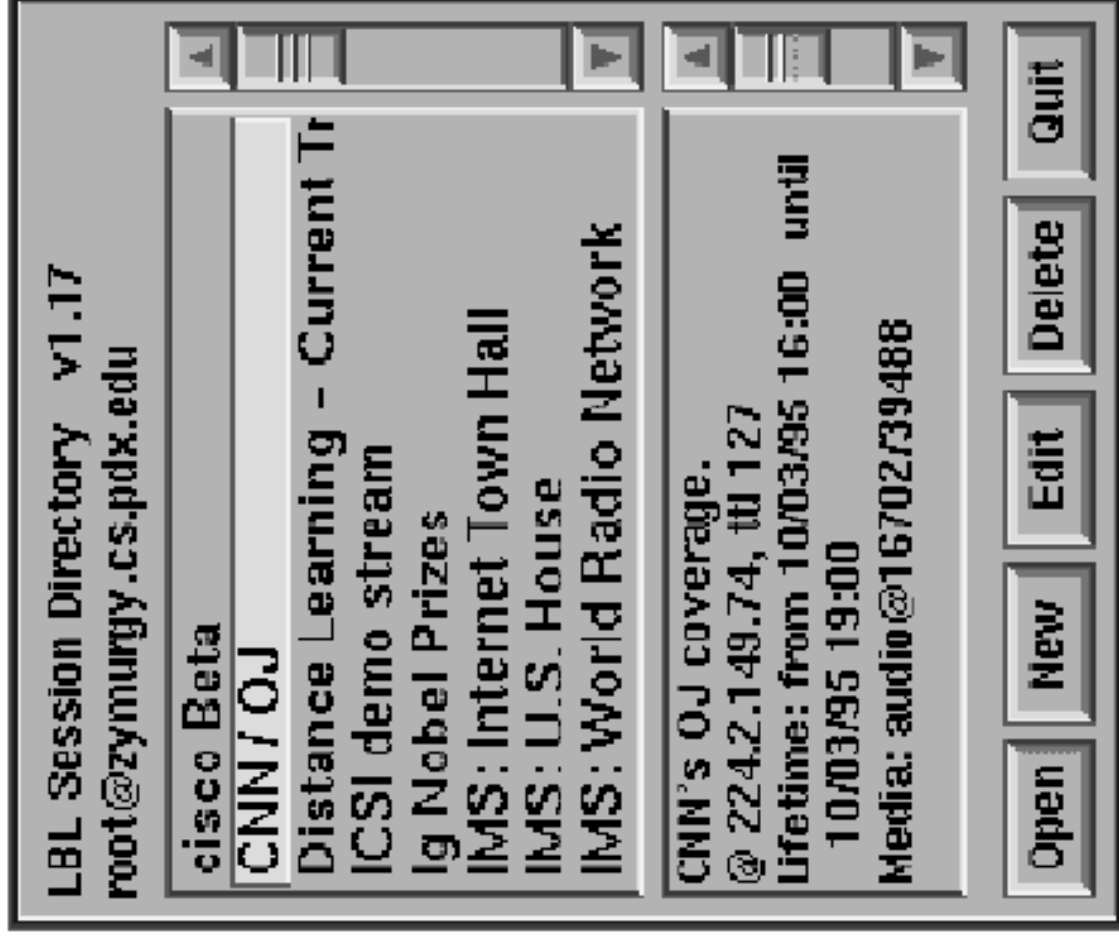 LBL Session Directory v1.17
root@zymurgy.cs.pdx.edu
cisco Beta
CNN / OJ
Distance Learning - Current Tr
ICSI demo stream
Ig Nobel Prizes
IMS: Internet Town Hall
IMS: U.S. House
IMS: World Radio Network
CNN's OJ coverage.
@ 224.2.149.74, ttl 127
Lifetime: from 10/03/95 16:00 until
10/03/95 19:00
Media: audio@16702/39488
Open New Edit Delete Quit